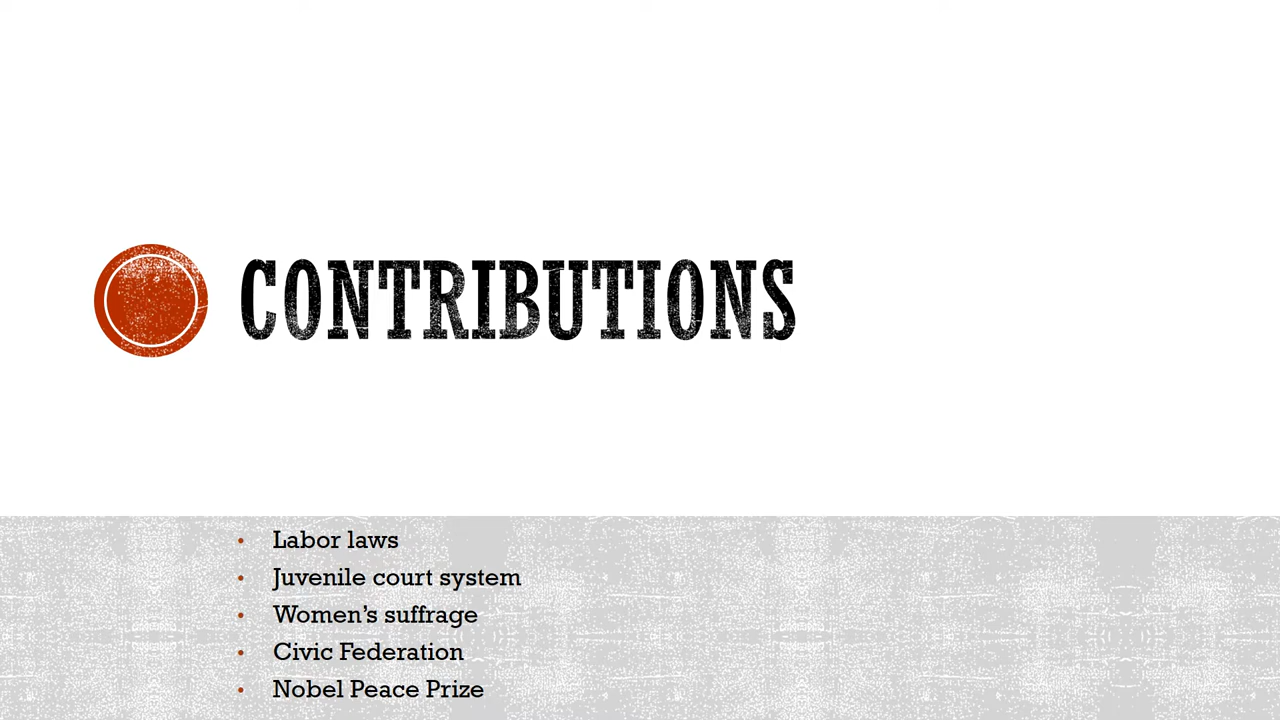 CONTRIBUTIONS
• Labor laws
• Juvenile court system
• Women’s suffrage
• Civic Federation
• Nobel Peace Prize